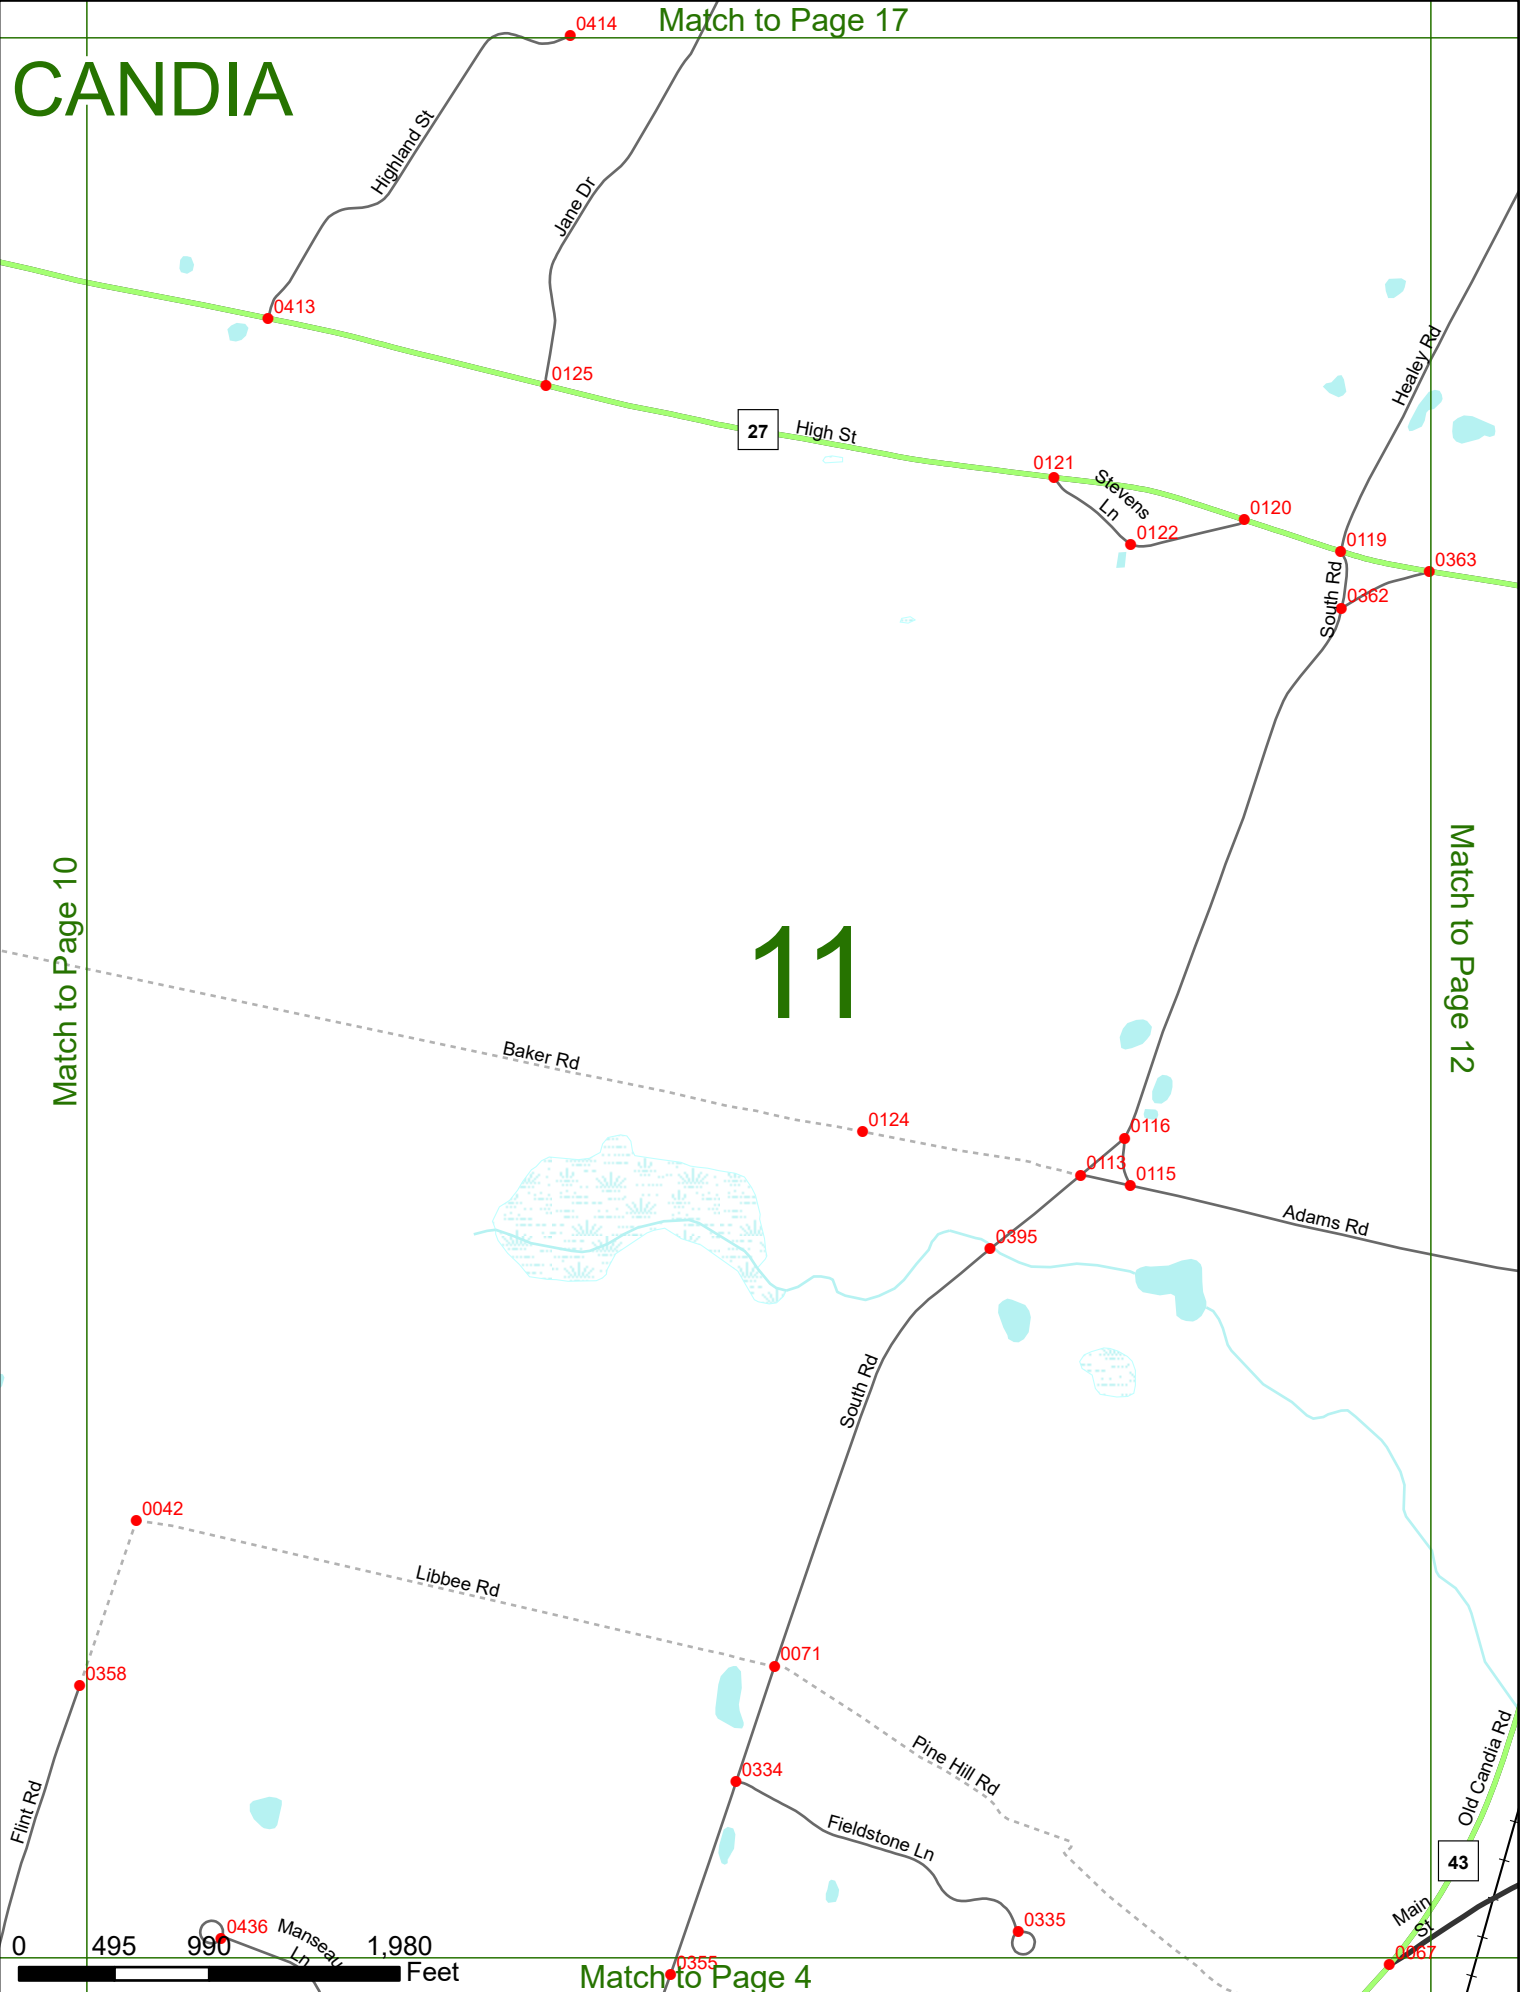 Match to Page 17
0414
CANDIA
Highland St
Jane Dr
0413
0125
Healey Rd
27
High St
0121
Stevens
Ln
0122
0120
0119
0363
South Rd
0362
Match to Page 10
11
Match to Page 12
Baker Rd
0124
0116
0113
0115
Adams Rd
0395
South Rd
0042
Libbee Rd
0071
0358
Pine Hill Rd
Old Candia Rd
0334
Flint Rd
Fieldstone Ln
43
Main
St
0436
Manseau
Ln
0335
0 495 990 1,980
Feet
0355
0067
Match to Page 4